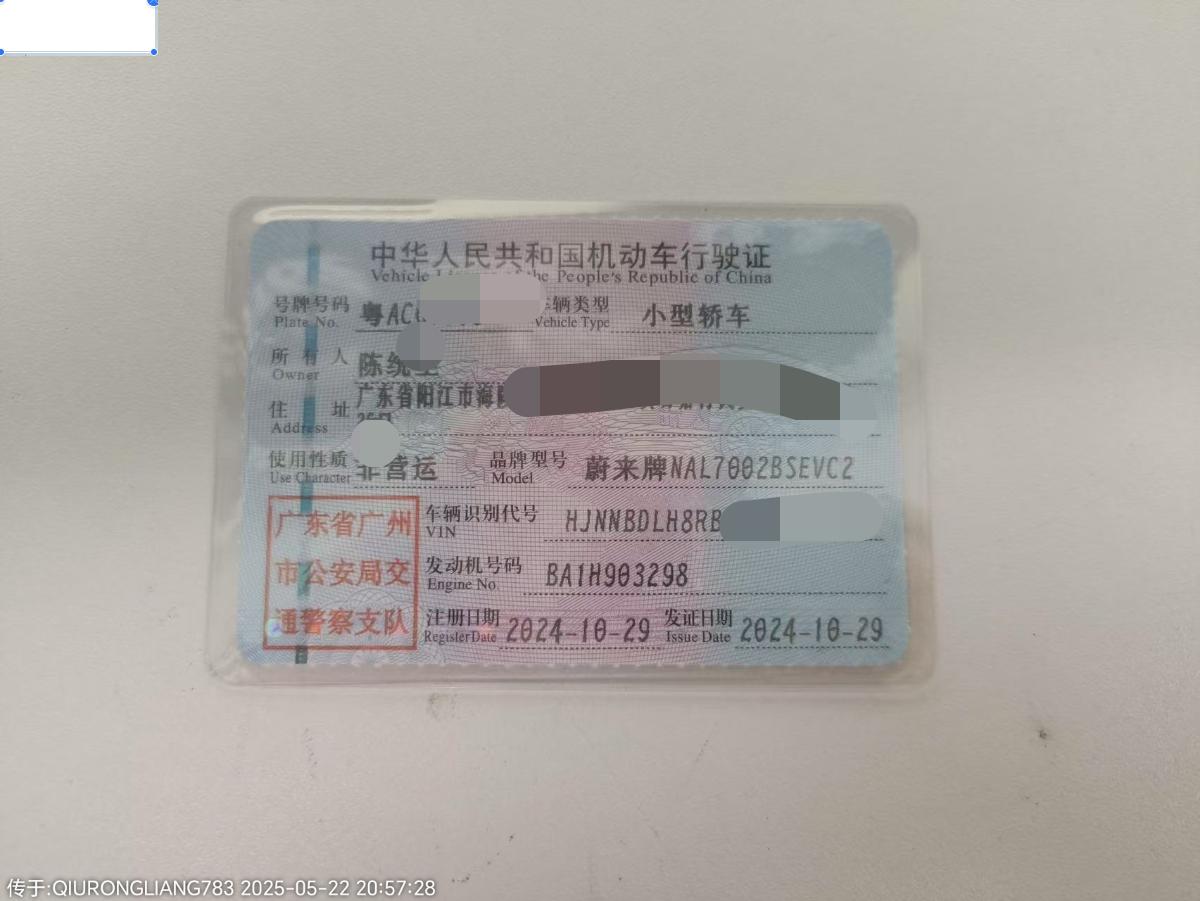 中华人民共和国机动车行驶证
Vehicle the People's Republic of China
号牌号码 粤AC 车辆类型 小型轿车
Plate No. Vehicle Type
所有人 陈
Owner
住址 广东省阳江市海
Address
使用性质 非营运 品牌型号 蔚来牌NAL7002BSEVC2
Use Character Model
广东省广州 车辆识别代号 HJNNBDLH8RB
VIN
市公安局交 发动机号码 BA1H903298
Engine No
通警察支队 注册日期 2024-10-29 发证日期 2024-10-29
Register Date Issue Date
传于:QIURONGLIANG783 2025-05-22 20:57:28